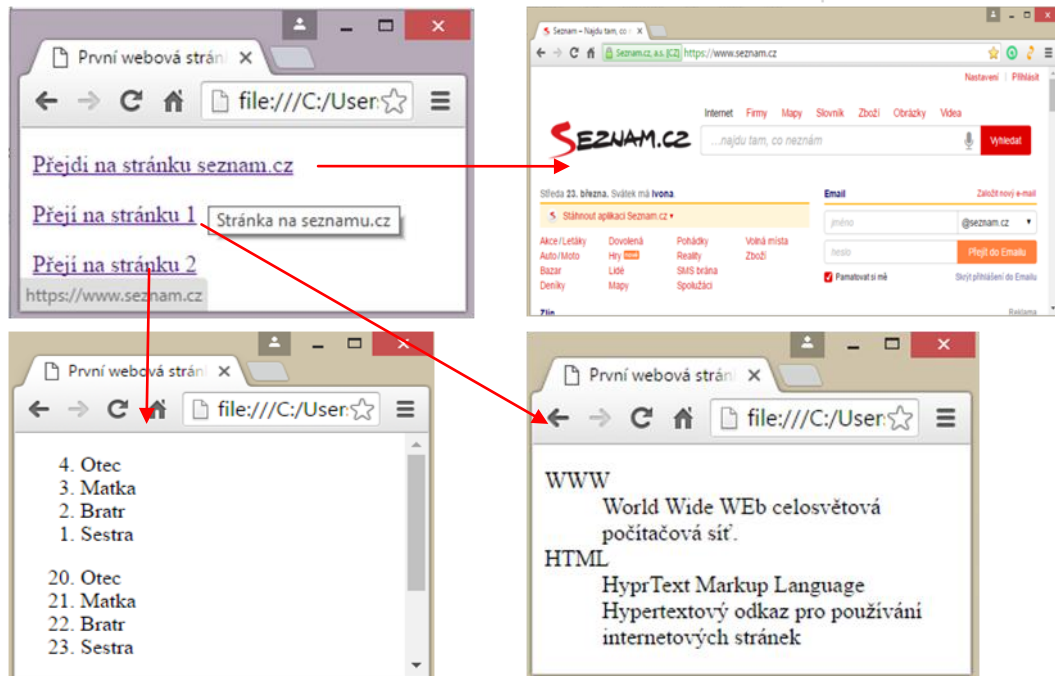 První webová strán
file:///C:/User
Přejdi na stránku seznam.cz
Přejí na stránku 1
Stránka na seznamu.cz
Přejí na stránku 2
https://www.seznam.cz
Seznam – Najdu tam, co
Seznam.cz, a.s. [CZ] https://www.seznam.cz
Nastavení Přihlásit
Internet Firmy Mapy Slovník Zboží Obrázky Videa
SEZNAM.CZ ...najdu tam, co neznám Vyhledat
Středa 23. března. Svátek má Ivona.
Stáhnout aplikaci Seznam.cz
Akce/Letáky Dovolená Pohádky Volná místa
Auto/Moto Hry Reality Zboží
Bazar Lidé SMS brána
Deníky Mapy Spolužáci
Zlín
Email Založit nový e-mail
jméno @seznam.cz
heslo Přejít do Emailu
Pamatovat si mě Skrýt přihlášení do Emailu
Reklama
První webová strán
file:///C:/User
4. Otec
3. Matka
2. Bratr
1. Sestra
20. Otec
21. Matka
22. Bratr
23. Sestra
První webová strán
file:///C:/User
WWW
World Wide WEb celosvětová
počítačová síť.
HTML
HyprText Markup Language
Hypertextový odkaz pro používání
internetových stránek